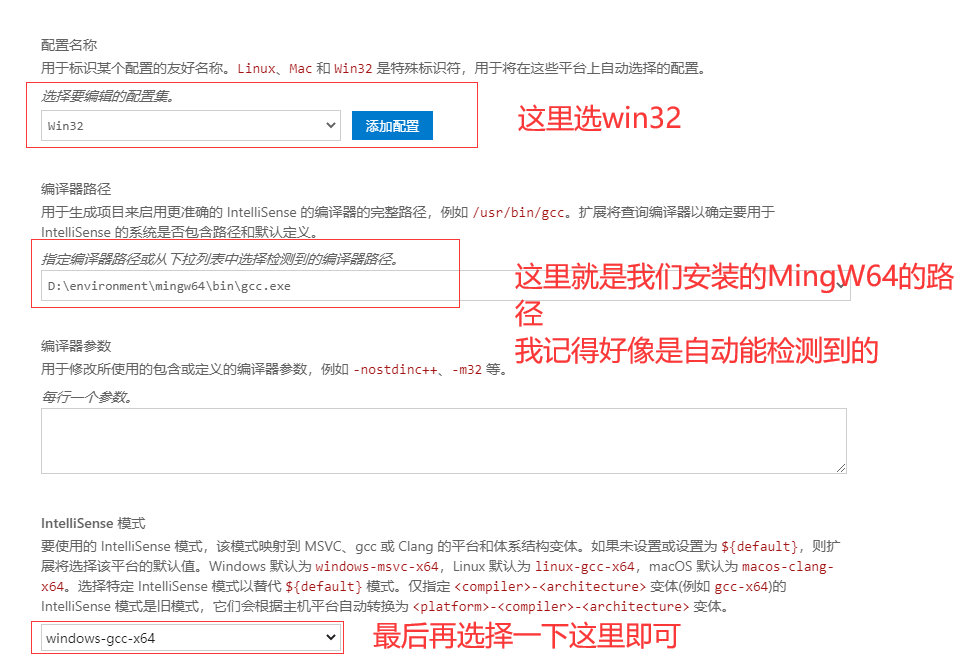 配置名称
用于标识某个配置的友好名称。Linux、Mac 和 Win32 是特殊标识符，用于将在这些平台上自动选择的配置。
选择要编辑的配置集。
Win32 添加配置
这里选win32
编译器路径
用于生成项目来启用更准确的 IntelliSense 的编译器的完整路径，例如 /usr/bin/gcc。扩展将查询编译器以确定要用于
IntelliSense 的系统是否包含路径和默认定义。
指定编译器路径或从下拉列表中选择检测到的编译器路径。
D:\environment\mingw64\bin\gcc.exe
这里就是我们安装的MingW64的路
径
我记得好像是自动能检测到的
编译器参数
用于修改所使用的包含或定义的编译器参数，例如 -nostdinc++、-m32 等。
每行一个参数。
IntelliSense 模式
要使用的 IntelliSense 模式，该模式映射到 MSVC、gcc 或 Clang 的平台和体系结构变体。如果未设置或设置为 ${default}，则扩
展将选择该平台的默认值。Windows 默认为 windows-msvc-x64，Linux 默认为 linux-gcc-x64，macOS 默认为 macos-clang-
x64。选择特定 IntelliSense 模式以替代 ${default} 模式。仅指定 <compiler>-<architecture> 变体(例如 gcc-x64)的
IntelliSense 模式是旧模式，它们会根据主机平台自动转换为 <platform>-<compiler>-<architecture> 变体。
windows-gcc-x64
最后再选择一下这里即可